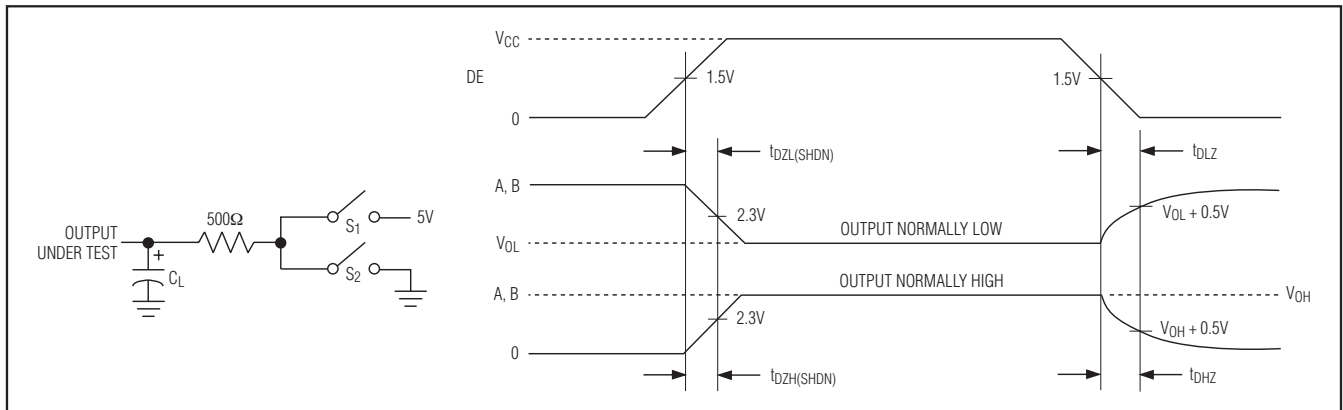 VCC
DE
1.5V
1.5V
0
tDZL(SHDN)
tDLZ
A, B
2.3V
OUTPUT NORMALLY LOW
VOL + 0.5V
VOL
A, B
OUTPUT NORMALLY HIGH
VOH
2.3V
VOH + 0.5V
0
tDZH(SHDN)
tDHZ
OUTPUT
UNDER TEST
500Ω
S1
5V
S2
+
CL